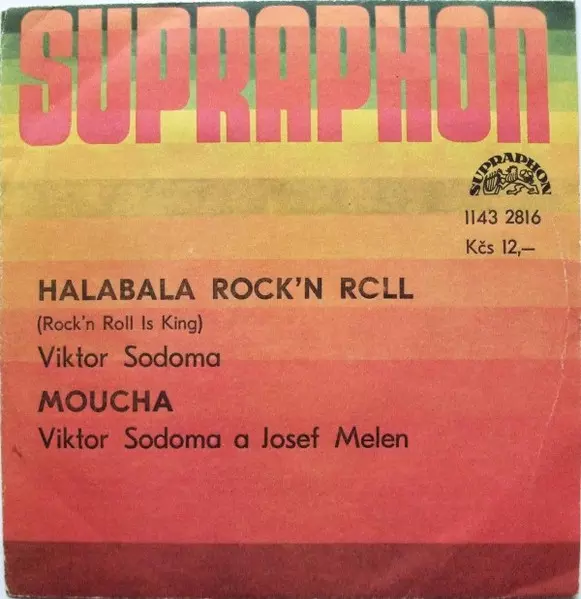 SUPRAPHON
SUPRAPHON
1143 2816
Kčs 12,—
HALABALA ROCK'N RCLL
(Rock'n Roll Is King)
Viktor Sodoma
MOUCHA
Viktor Sodoma a Josef Melen